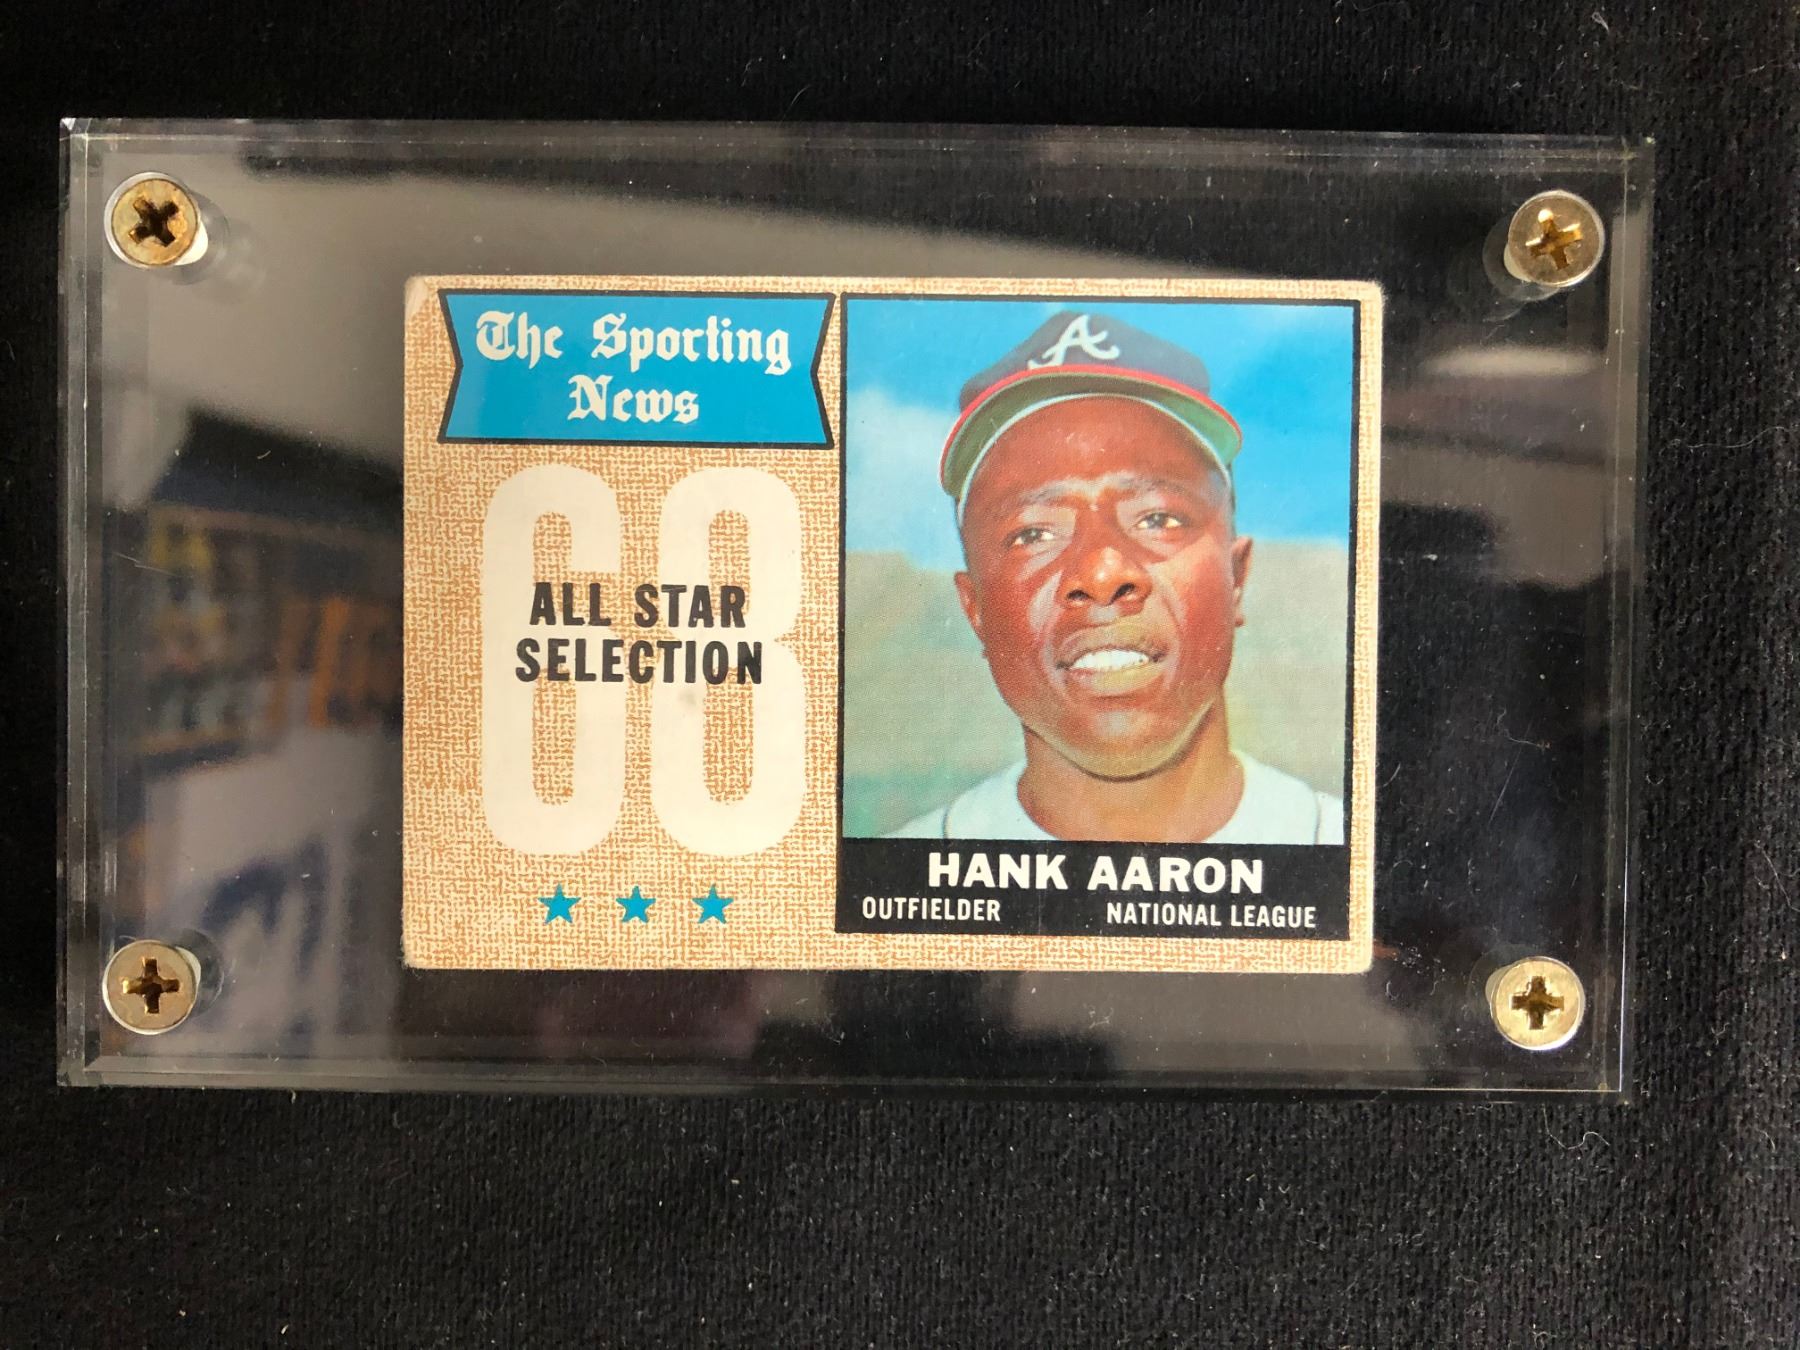 The Sporting
News
68
ALL STAR
SELECTION
A
HANK AARON
OUTFIELDER NATIONAL LEAGUE